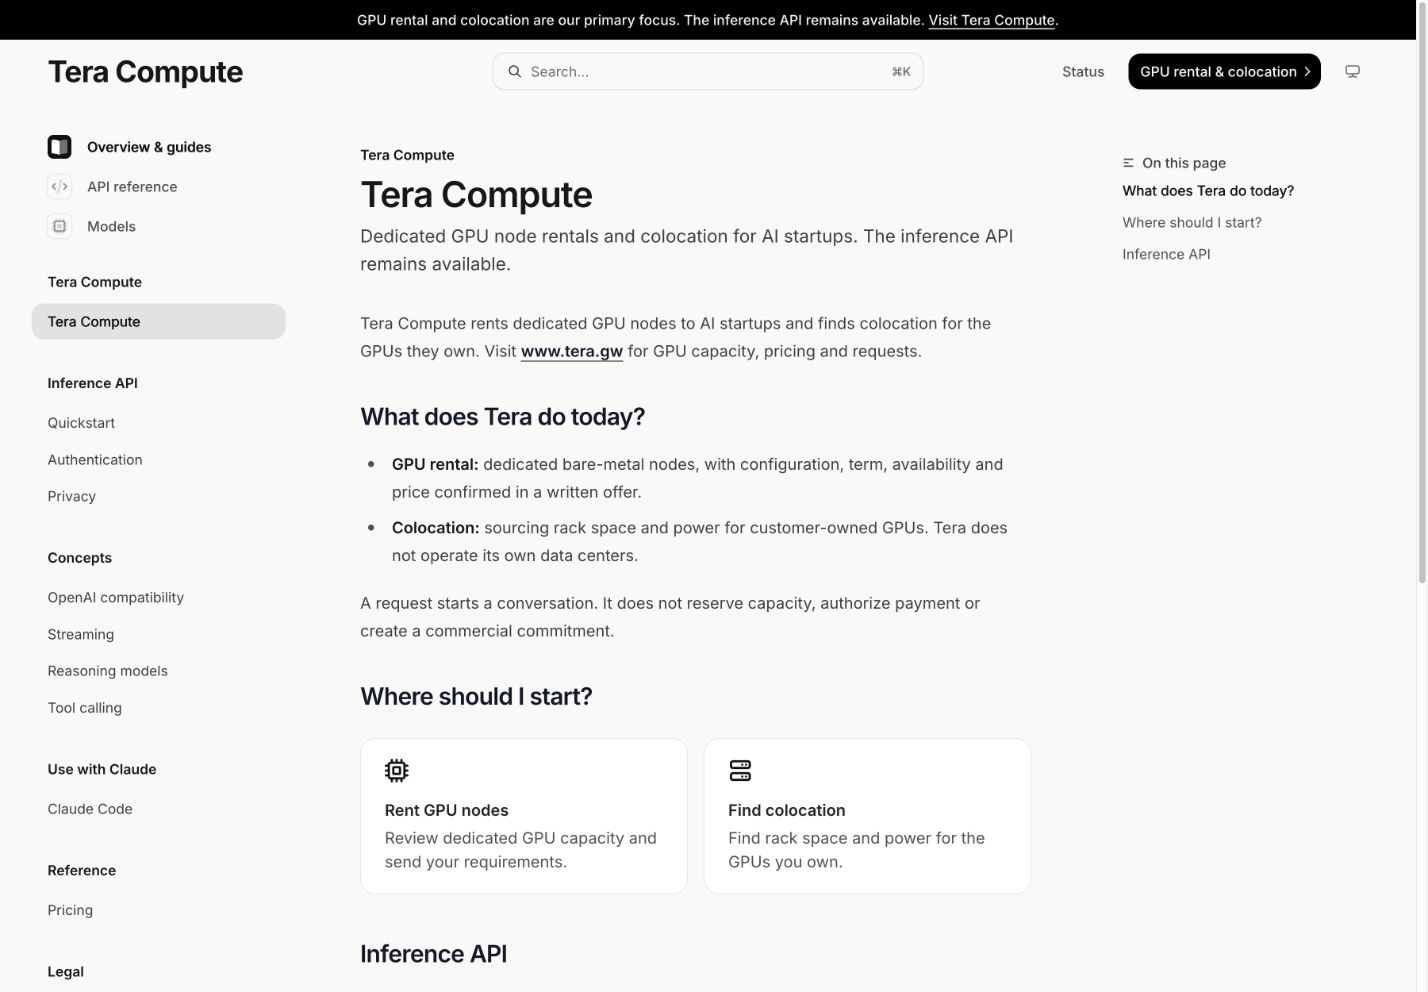 GPU rental and colocation are our primary focus. The inference API remains available. Visit Tera Compute.
Tera Compute
Search...
⌘K
Status
GPU rental & colocation
Overview & guides
API reference
Models
Tera Compute
Tera Compute
Inference API
Quickstart
Authentication
Privacy
Concepts
OpenAI compatibility
Streaming
Reasoning models
Tool calling
Use with Claude
Claude Code
Reference
Pricing
Legal
Tera Compute
Tera Compute
Dedicated GPU node rentals and colocation for AI startups. The inference API
remains available.
Tera Compute rents dedicated GPU nodes to AI startups and finds colocation for the
GPUs they own. Visit www.tera.gw for GPU capacity, pricing and requests.
What does Tera do today?
• GPU rental: dedicated bare-metal nodes, with configuration, term, availability and
price confirmed in a written offer.
• Colocation: sourcing rack space and power for customer-owned GPUs. Tera does
not operate its own data centers.
A request starts a conversation. It does not reserve capacity, authorize payment or
create a commercial commitment.
Where should I start?
Rent GPU nodes
Review dedicated GPU capacity and
send your requirements.
Find colocation
Find rack space and power for the
GPUs you own.
Inference API
On this page
What does Tera do today?
Where should I start?
Inference API